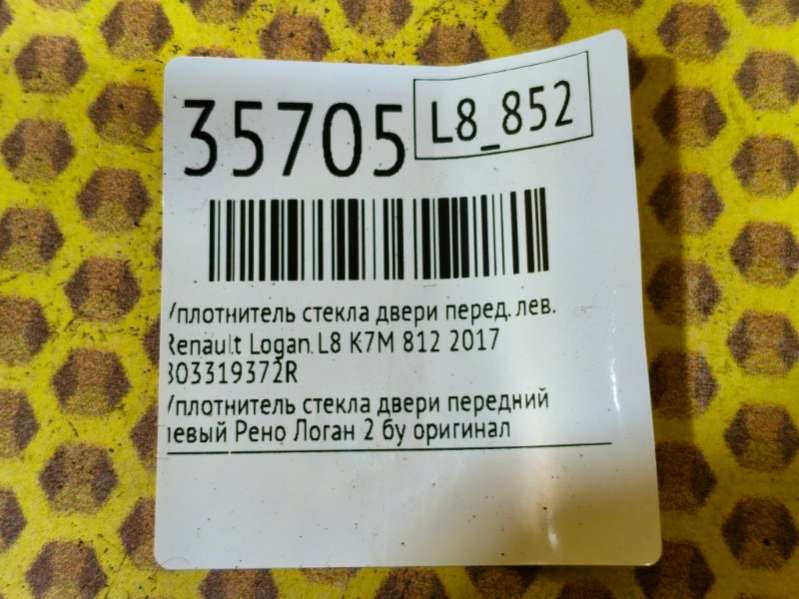 35705 L8_852
Уплотнитель стекла двери перед. лев.
Renault Logan L8 K7M 812 2017
803319372R
Уплотнитель стекла двери передний
левый Рено Логан 2 бу оригинал